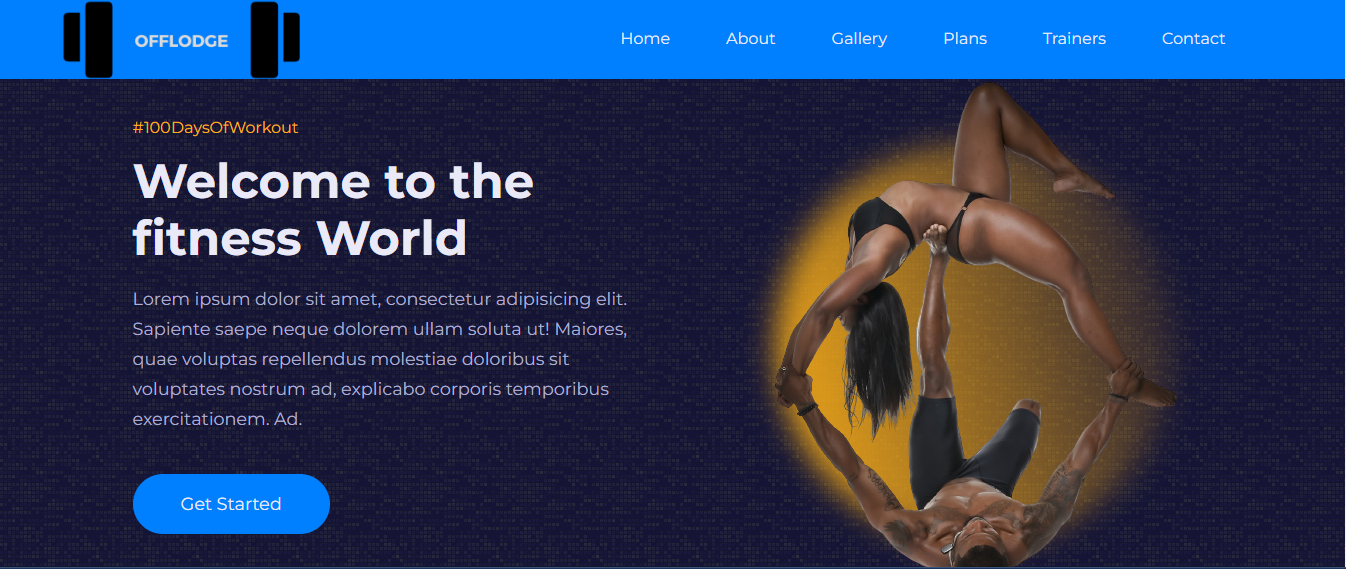 OFFLODGE
Home About Gallery Plans Trainers Contact
#100DaysOfWorkout
Welcome to the
fitness World
Lorem ipsum dolor sit amet, consectetur adipisicing elit.
Sapiente saepe neque dolorem ullam soluta ut! Maiores,
quae voluptas repellendus molestiae doloribus sit
voluptates nostrum ad, explicabo corporis temporibus
exercitationem. Ad.
Get Started